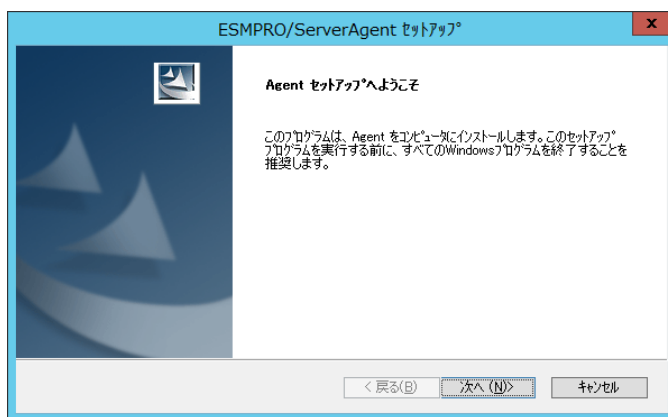 ESMPRO/ServerAgent ｾｯﾄｱｯﾌﾟ
x
Agent ｾｯﾄｱｯﾌﾟへようこそ
このﾌﾟﾛｸﾞﾗﾑは、Agent をｺﾝﾋﾟｭｰﾀにｲﾝｽﾄｰﾙします。このｾｯﾄｱｯﾌﾟ
ﾌﾟﾛｸﾞﾗﾑを実行する前に、すべてのWindowsﾌﾟﾛｸﾞﾗﾑを終了することを
推奨します。
< 戻る(B)
次へ (N)>
ｷｬﾝｾﾙ